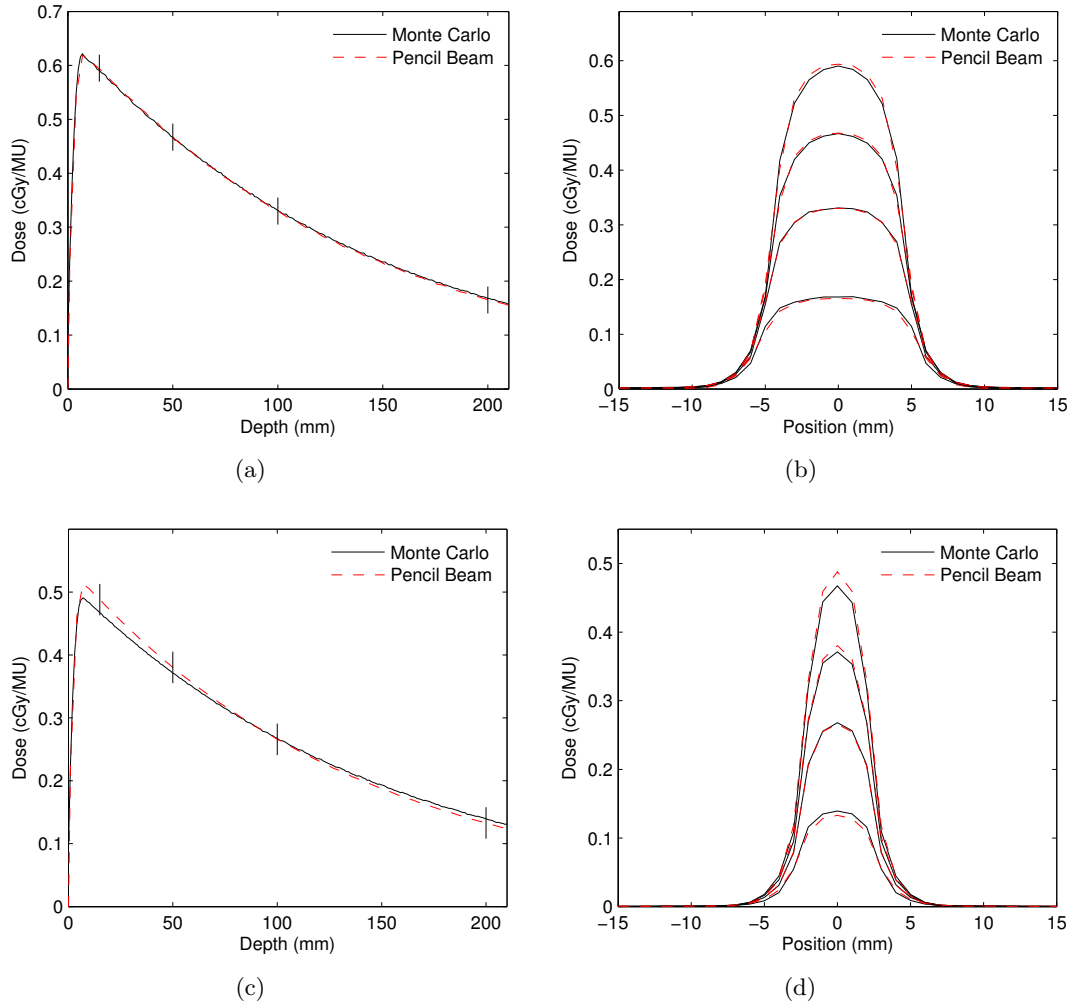 0.7
0.6
0.5
0.4
0.3
0.2
0.1
0
Dose (cGy/MU)
0 50 100 150 200
Depth (mm)
Monte Carlo
Pencil Beam
(a)
0.6
0.5
0.4
0.3
0.2
0.1
0
Dose (cGy/MU)
−15 −10 −5 0 5 10 15
Position (mm)
Monte Carlo
Pencil Beam
(b)
0.5
0.4
0.3
0.2
0.1
0
Dose (cGy/MU)
0 50 100 150 200
Depth (mm)
Monte Carlo
Pencil Beam
(c)
0.5
0.4
0.3
0.2
0.1
0
Dose (cGy/MU)
−15 −10 −5 0 5 10 15
Position (mm)
Monte Carlo
Pencil Beam
(d)